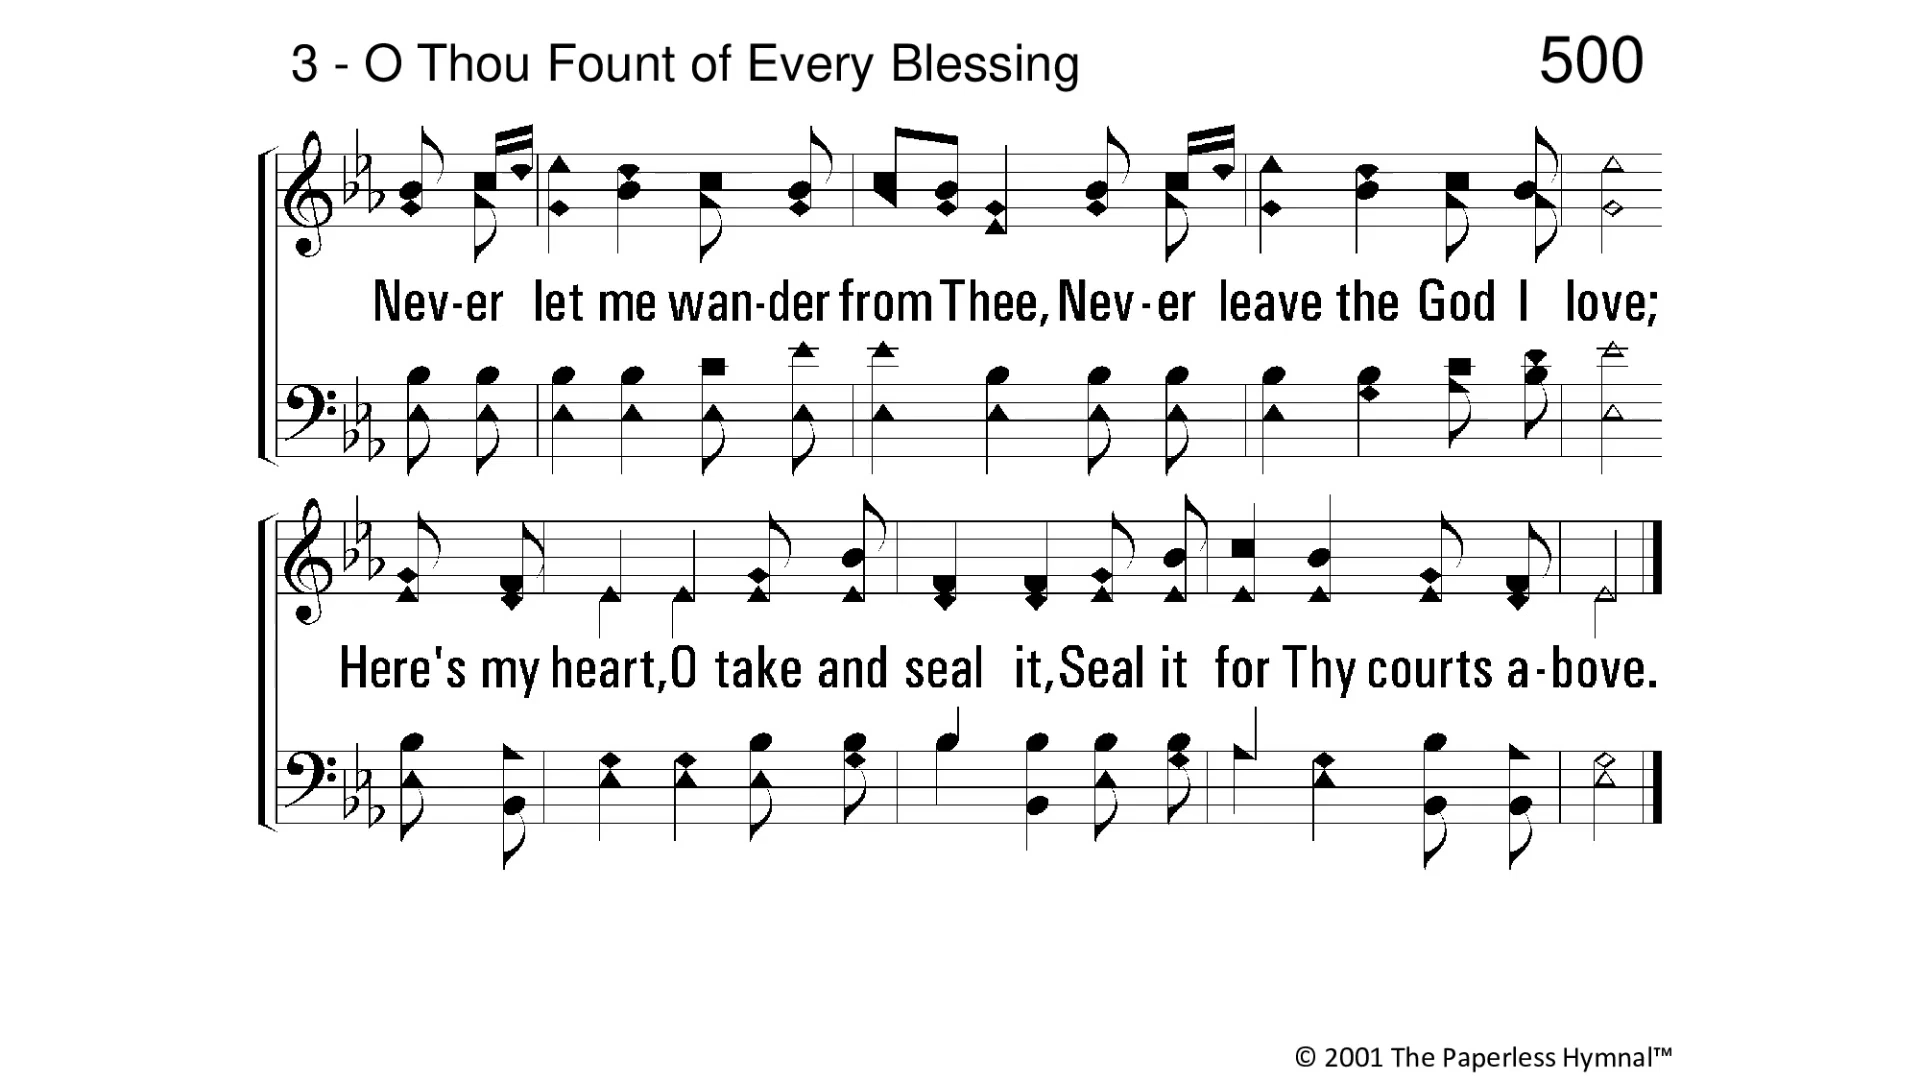 3 - O Thou Fount of Every Blessing 500
Nev-er let me wan-der from Thee, Nev-er leave the God I love;
Here's my heart, O take and seal it, Seal it for Thy courts a-bove.
© 2001 The Paperless Hymnal™